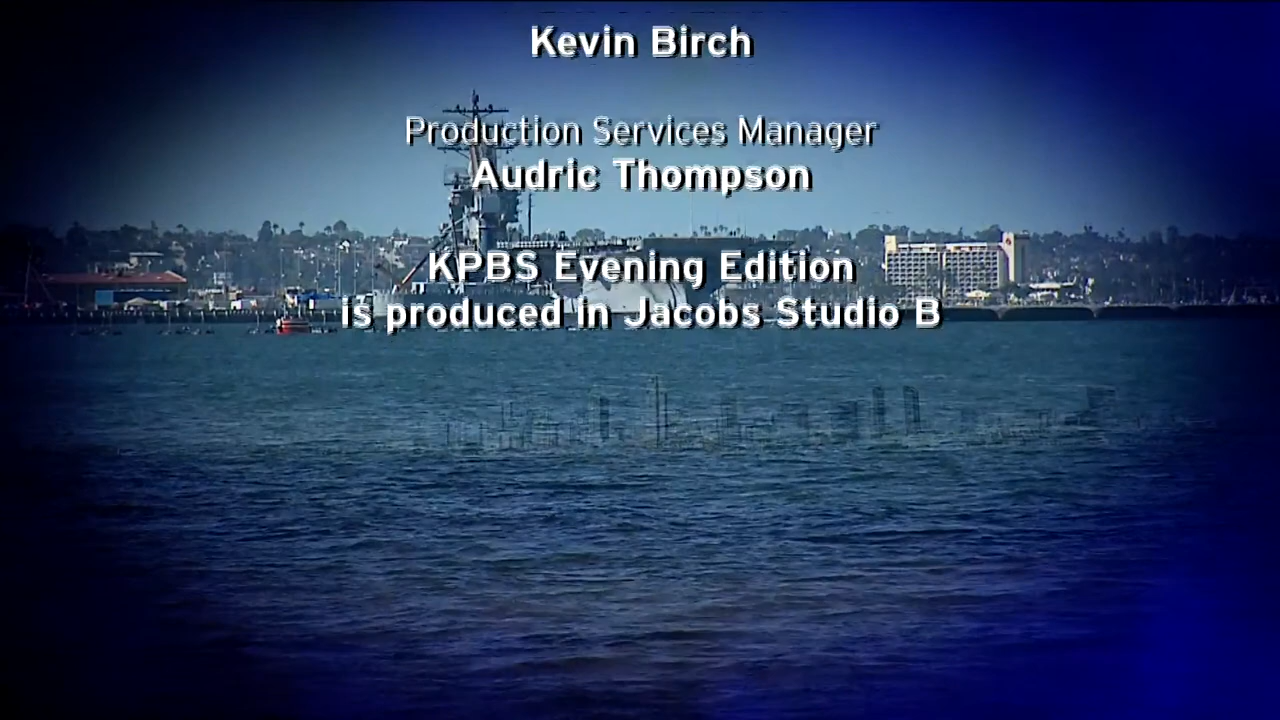 Kevin Birch
Production Services Manager
Audric Thompson
KPBS Evening Edition
is produced in Jacobs Studio B